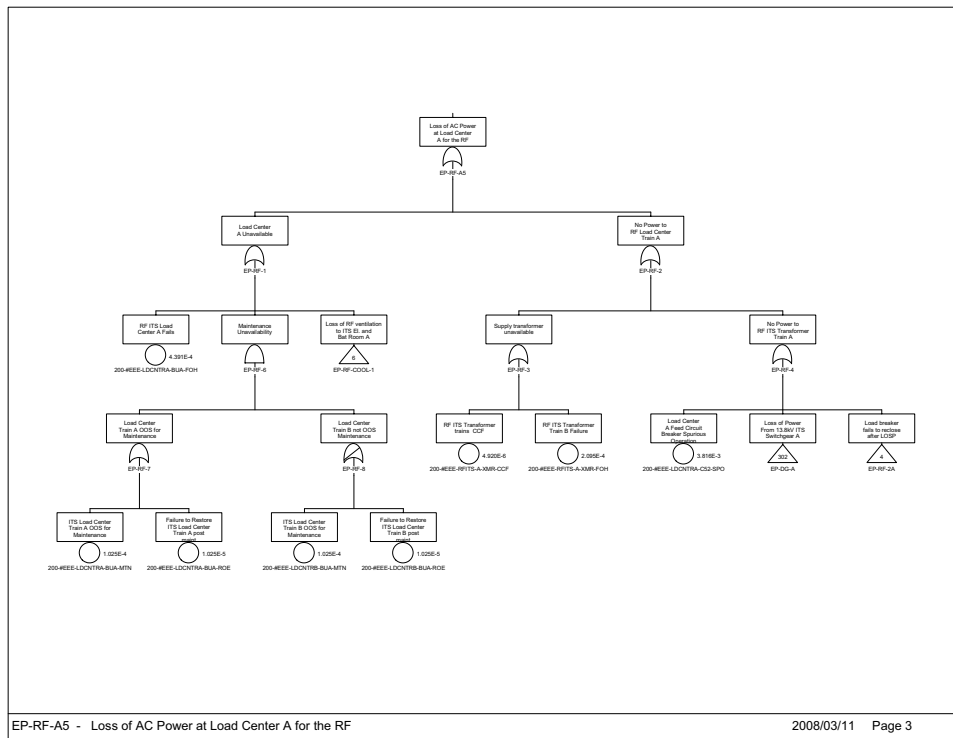 Loss of AC Power
at Load Center
A for the RF
EP-RF-A5
Load Center
A Unavailable
EP-RF-1
No Power to
RF Load Center
Train A
EP-RF-2
RF ITS Load
Center A Fails
4.391E-4
200-#EEE-LDCNTRA-BUA-FOH
Maintenance
Unavailability
EP-RF-6
Loss of RF ventilation
to ITS El. and
Bat Room A
6
EP-RF-COOL-1
Supply transformer
unavailable
EP-RF-3
No Power to
RF ITS Transformer
Train A
EP-RF-4
Load Center
Train A OOS for
Maintenance
EP-RF-7
Load Center
Train B not OOS
Maintenance
EP-RF-8
RF ITS Transformer
trains CCF
4.920E-6
200-#EEE-RFITS-A-XMR-CCF
RF ITS Transformer
Train B Failure
2.095E-4
200-#EEE-RFITS-A-XMR-FOH
Load Center
A Feed Circuit
Breaker Spurious
Operation
3.816E-3
200-#EEE-LDCNTRA-C52-SPO
Loss of Power
From 13.8kV ITS
Switchgear A
302
EP-DG-A
Load breaker
fails to reclose
after LOSP
4
EP-RF-2A
ITS Load Center
Train A OOS for
Maintenance
1.025E-4
200-#EEE-LDCNTRA-BUA-MTN
Failure to Restore
ITS Load Center
Train A post
maint
1.025E-5
200-#EEE-LDCNTRA-BUA-ROE
ITS Load Center
Train B OOS for
Maintenance
1.025E-4
200-#EEE-LDCNTRB-BUA-MTN
Failure to Restore
ITS Load Center
Train B post
maint
1.025E-5
200-#EEE-LDCNTRB-BUA-ROE
EP-RF-A5 - Loss of AC Power at Load Center A for the RF
2008/03/11 Page 3